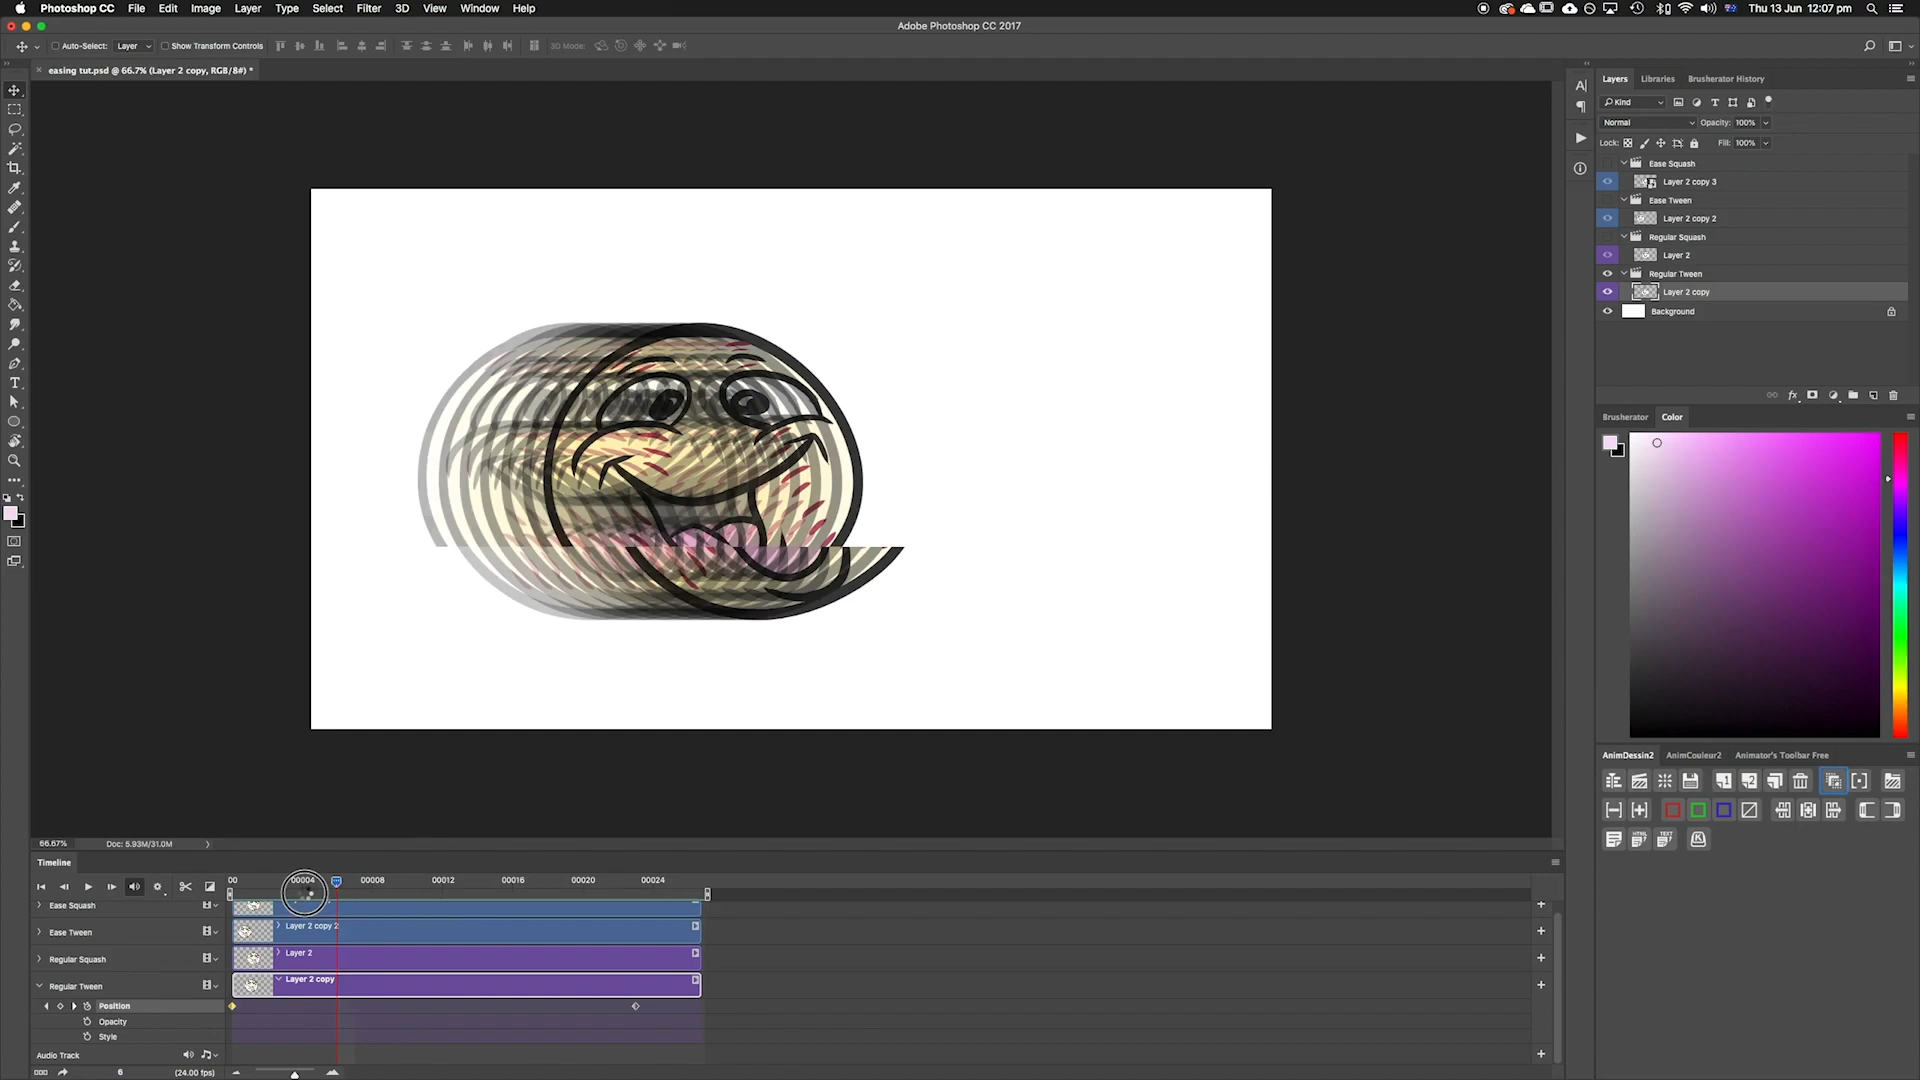 Photoshop CC File Edit Image Layer Type Select Filter 3D View Window Help Thu 13 Jun 12:07 pm
Adobe Photoshop CC 2017
Auto-Select: Layer Show Transform Controls 3D Mode:
easing tut.psd @ 66.7% (Layer 2 copy, RGB/8#) *
Layers Libraries Brusherator History
Kind
Normal Opacity: 100%
Lock: Fill: 100%
Ease Squash
Layer 2 copy 3
Ease Tween
Layer 2 copy 2
Regular Squash
Layer 2
Regular Tween
Layer 2 copy
Background
Brusherator Color
AnimDessin2 AnimCouleur2 Animator's Toolbar Free
66.67% Doc: 5.93M/31.0M
Timeline
00 00004 00008 00012 00016 00020 00024
Ease Squash
Ease Tween Layer 2 copy 2
Regular Squash Layer 2
Regular Tween Layer 2 copy
Position
Opacity
Style
Audio Track
6 (24.00 fps)